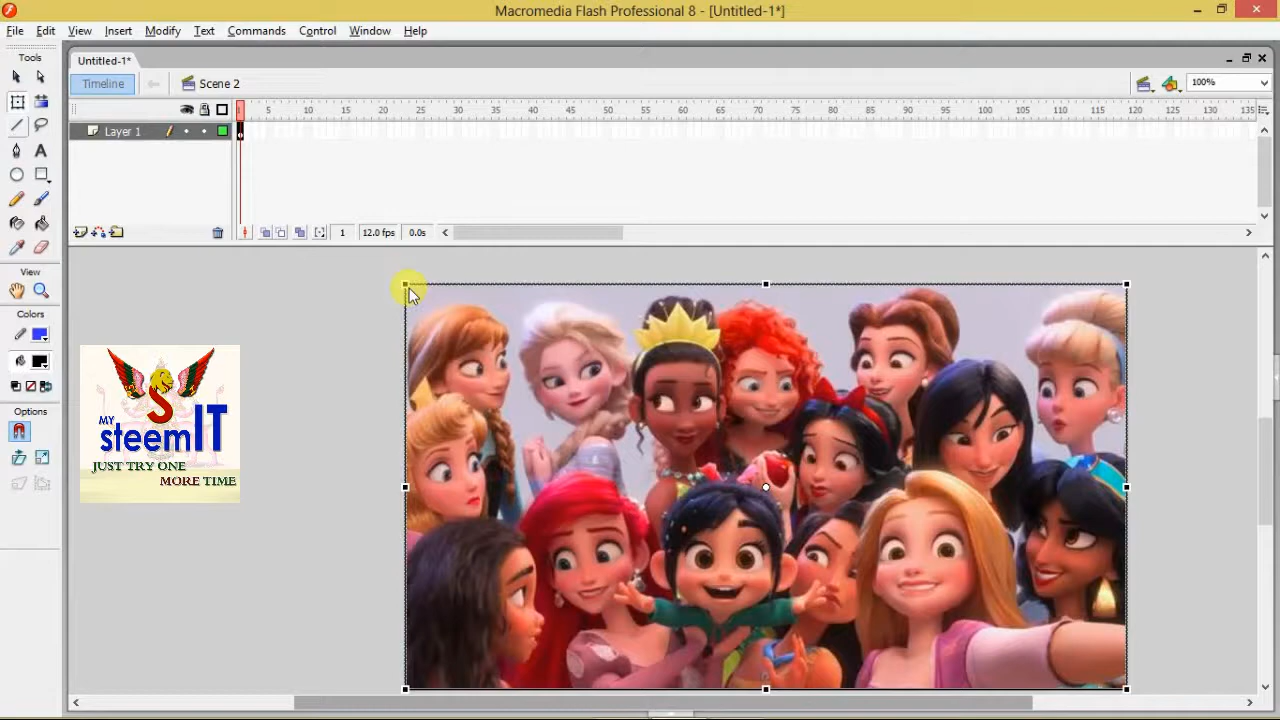 Macromedia Flash Professional 8 - [Untitled-1*]
File Edit View Insert Modify Text Commands Control Window Help
Tools
Untitled-1*
Timeline
Scene 2
100%
5 10 15 20 25 30 35 40 45 50 55 60 65 70 75 80 85 90 95 100 105 110 115 120 125 130 135
Layer 1
1 12.0 fps 0.0s
View
Colors
Options
MY
steemIT
JUST TRY ONE
MORE TIME